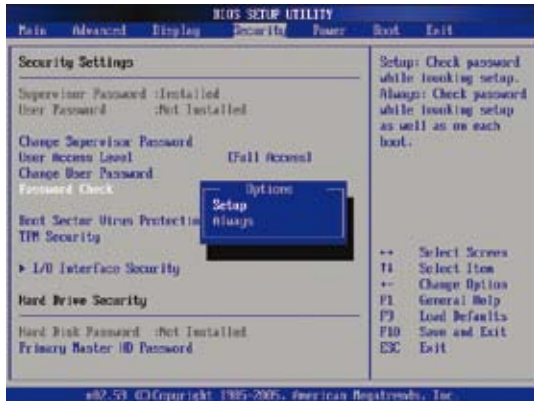 BIOS SETUP UTILITY
Main Advanced Display Security Power Boot Exit
Security Settings
Supervisor Password :Installed
User Password :Not Installed
Change Supervisor Password
User Access Level [Full Access]
Change User Password
Password Check
Boot Sector Virus Protection
TPM Security
I/O Interface Security
Hard Drive Security
Hard Disk Password :Not Installed
Primary Master HD Password
Options
Setup
Always
Setup: Check password
while invoking setup.
Always: Check password
while invoking setup
as well as on each
boot.
↔ Select Screen
↑↓ Select Item
+- Change Option
F1 General Help
F9 Load Defaults
F10 Save and Exit
ESC Exit
v02.59 (C)Copyright 1985-2005, American Megatrends, Inc.